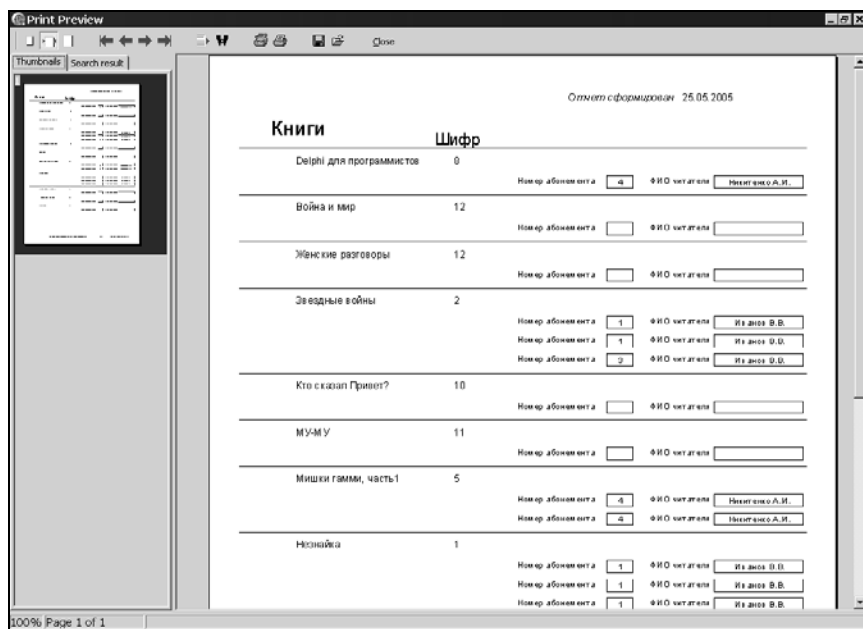 Print Preview
Close
Thumbnails Search result
Отчет сформирован 25.05.2005
Книги Шифр
Delphi для программистов 8
Номер абонемента 4 ФИО читателя Никитенко А.И.
Война и мир 12
Номер абонемента ФИО читателя
Женские разговоры 12
Номер абонемента ФИО читателя
Звездные войны 2
Номер абонемента 1 ФИО читателя Иванов В.В.
Номер абонемента 1 ФИО читателя Иванов В.В.
Номер абонемента 3 ФИО читателя Иванов В.В.
Кто сказал Привет? 10
Номер абонемента ФИО читателя
МУ-МУ 11
Номер абонемента ФИО читателя
Мишки гамми, часть1 5
Номер абонемента 4 ФИО читателя Никитенко А.И.
Номер абонемента 4 ФИО читателя Никитенко А.И.
Незнайка 1
Номер абонемента 1 ФИО читателя Иванов В.В.
Номер абонемента 1 ФИО читателя Иванов В.В.
Номер абонемента 1 ФИО читателя Иванов В.В.
100% Page 1 of 1